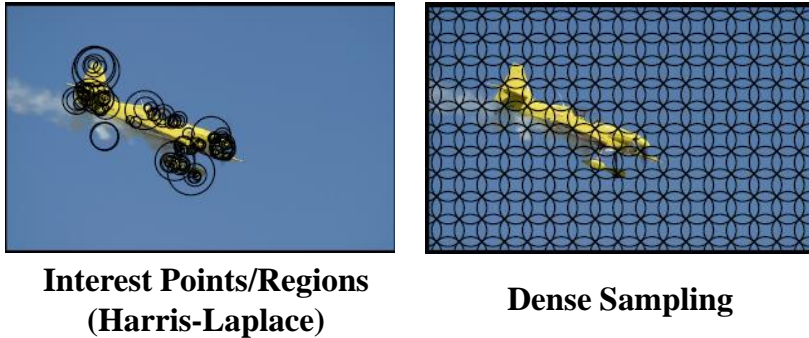 Interest Points/Regions
(Harris-Laplace)
Dense Sampling